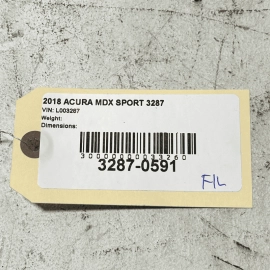 2018 ACURA MDX SPORT 3287
VIN: L003287
Weight:
Dimensions:
3000000033260
3287-0591
F/L